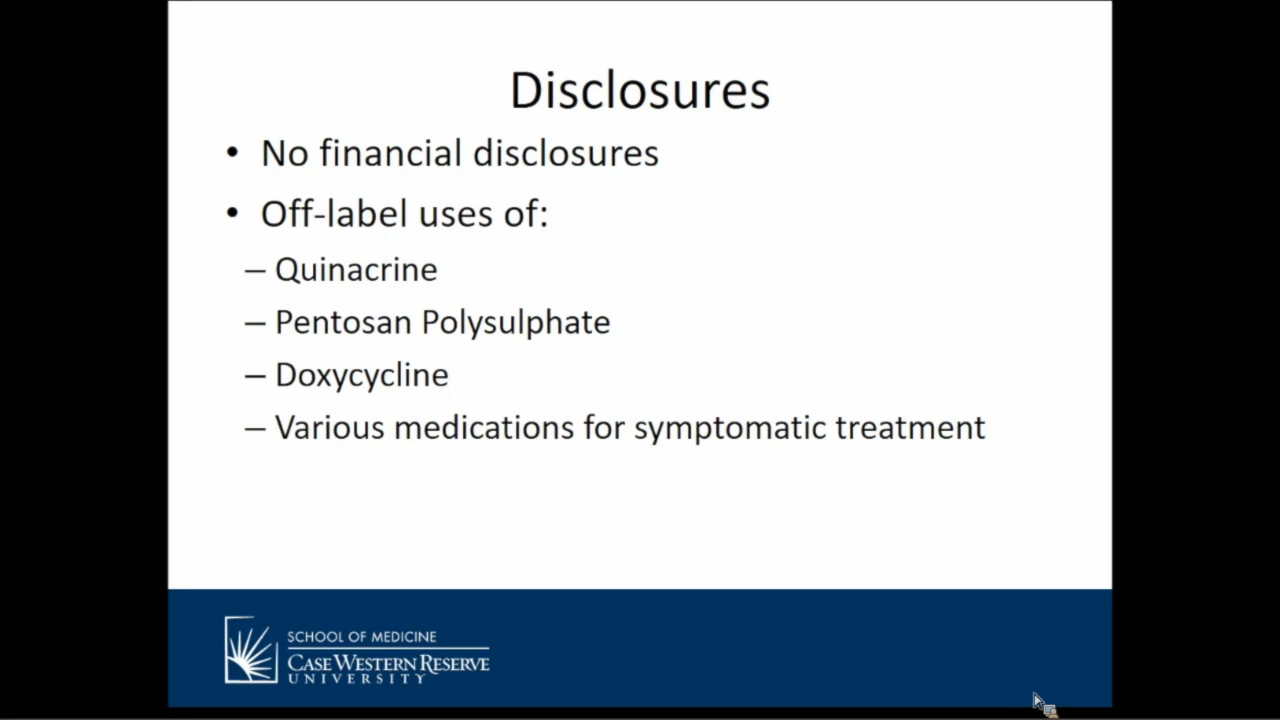 Disclosures
• No financial disclosures
• Off-label uses of:
– Quinacrine
– Pentosan Polysulphate
– Doxycycline
– Various medications for symptomatic treatment
SCHOOL OF MEDICINE
CASE WESTERN RESERVE
UNIVERSITY